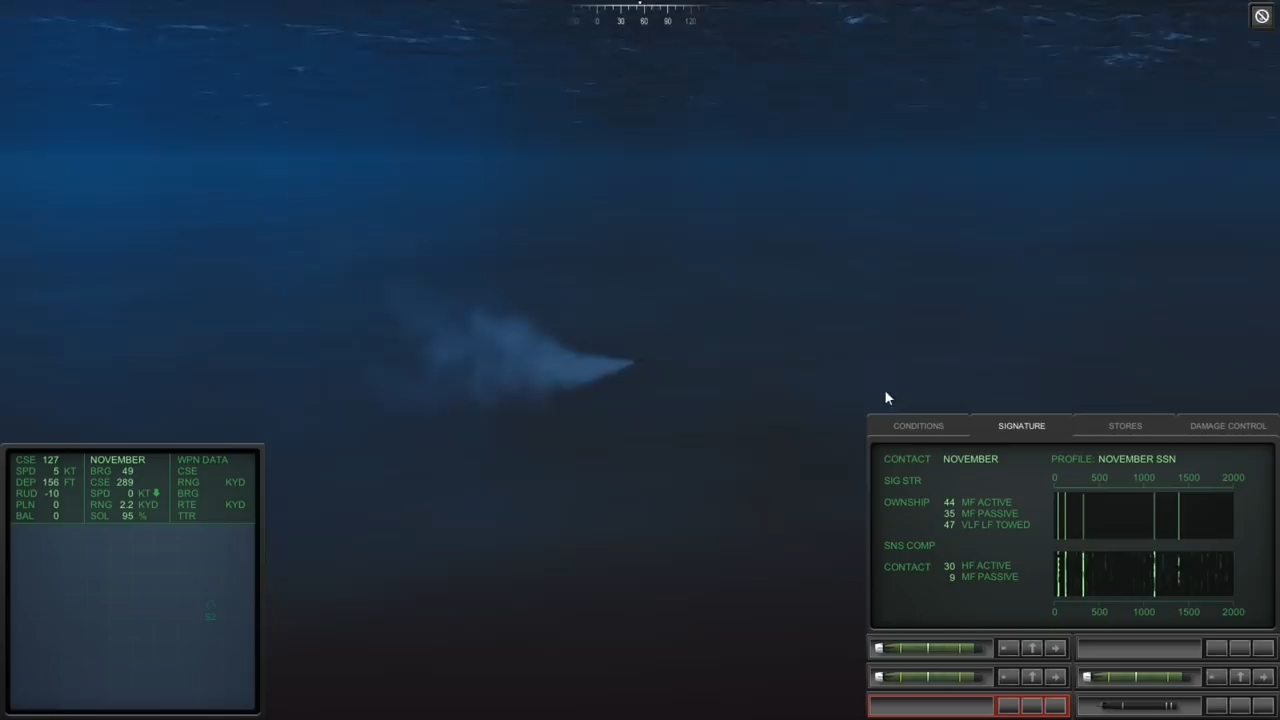 0 30 60 90 120
CSE 127 NOVEMBER WPN DATA
SPD 5 KT BRG 49 CSE
DEP 156 FT CSE 289 RNG KYD
RUD -10 SPD 0 KT BRG
PLN 0 RNG 2.2 KYD RTE KYD
BAL 0 SOL 95 % TTR
52
CONDITIONS SIGNATURE STORES DAMAGE CONTROL
CONTACT NOVEMBER PROFILE: NOVEMBER SSN
SIG STR 0 500 1000 1500 2000
OWNSHIP 44 MF ACTIVE
35 MF PASSIVE
47 VLF LF TOWED
SNS COMP
CONTACT 30 HF ACTIVE
9 MF PASSIVE
0 500 1000 1500 2000